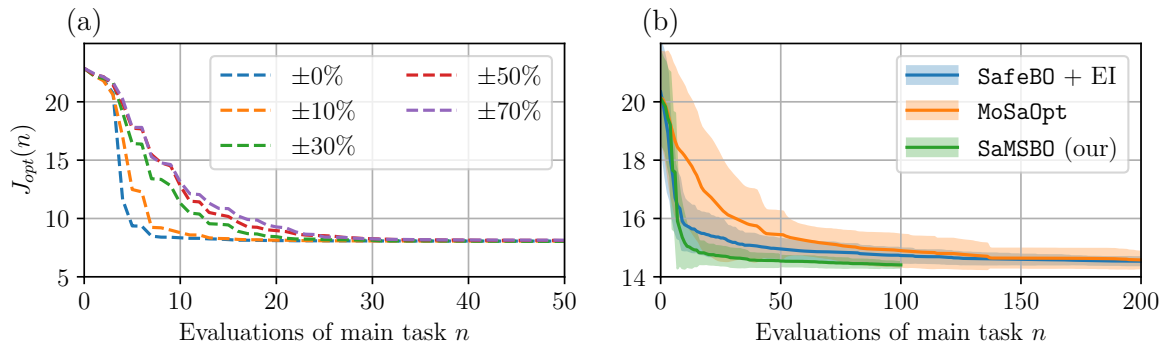 (a)
J_opt(n)
20
15
10
5
0 10 20 30 40 50
Evaluations of main task n
±0%
±10%
±30%
±50%
±70%
(b)
20
18
16
14
0 50 100 150 200
Evaluations of main task n
SafeBO + EI
MoSaOpt
SaMSBO (our)